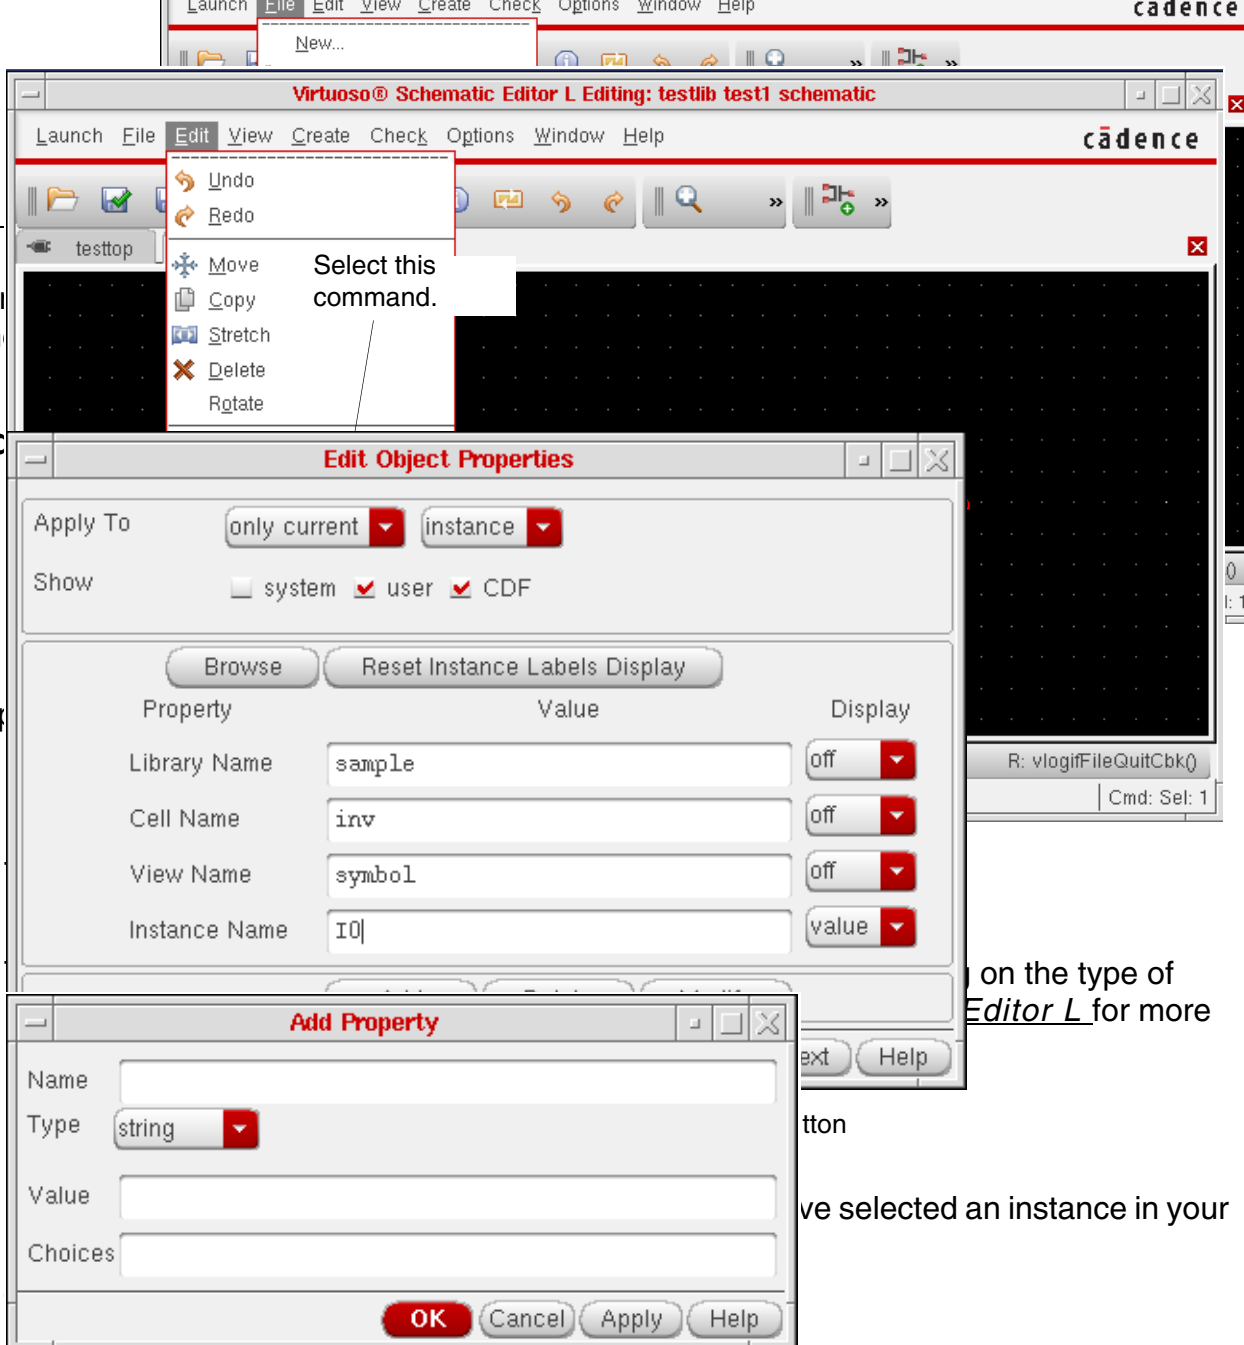 Launch File Edit View Create Check Options Window Help
cādence
New...
»
»
Virtuoso® Schematic Editor L Editing: testlib test1 schematic
Launch File Edit View Create Check Options Window Help
cādence
Undo
Redo
»
»
testtop
Move
Copy
Stretch
Delete
Rotate
Select this
command.
Edit Object Properties
Apply To
only current
instance
Show
system
user
CDF
Browse
Reset Instance Labels Display
Property
Value
Display
Library Name
sample
off
Cell Name
inv
off
View Name
symbol
off
Instance Name
I0
value
R: vlogifFileQuitCbk()
Cmd: Sel: 1
on the type of
Editor L for more
Help
Add Property
Name
Type
string
Value
Choices
OK
Cancel
Apply
Help
tton
ve selected an instance in your